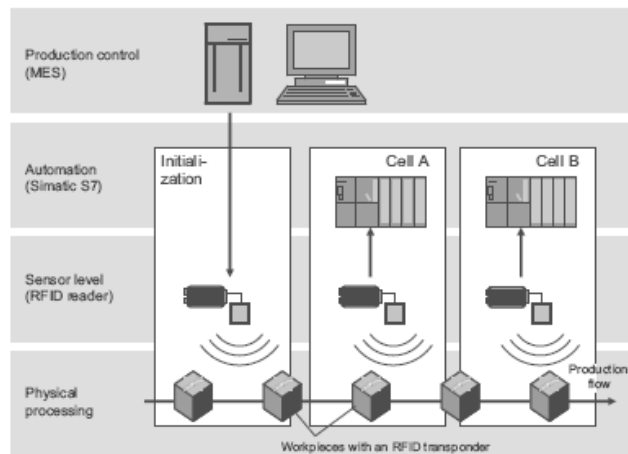 Production control
(MES)
Initiali-
zation
Cell A
Cell B
Automation
(Simatic S7)
Sensor level
(RFID reader)
Production
flow
Physical
processing
Workpieces with an RFID transponder